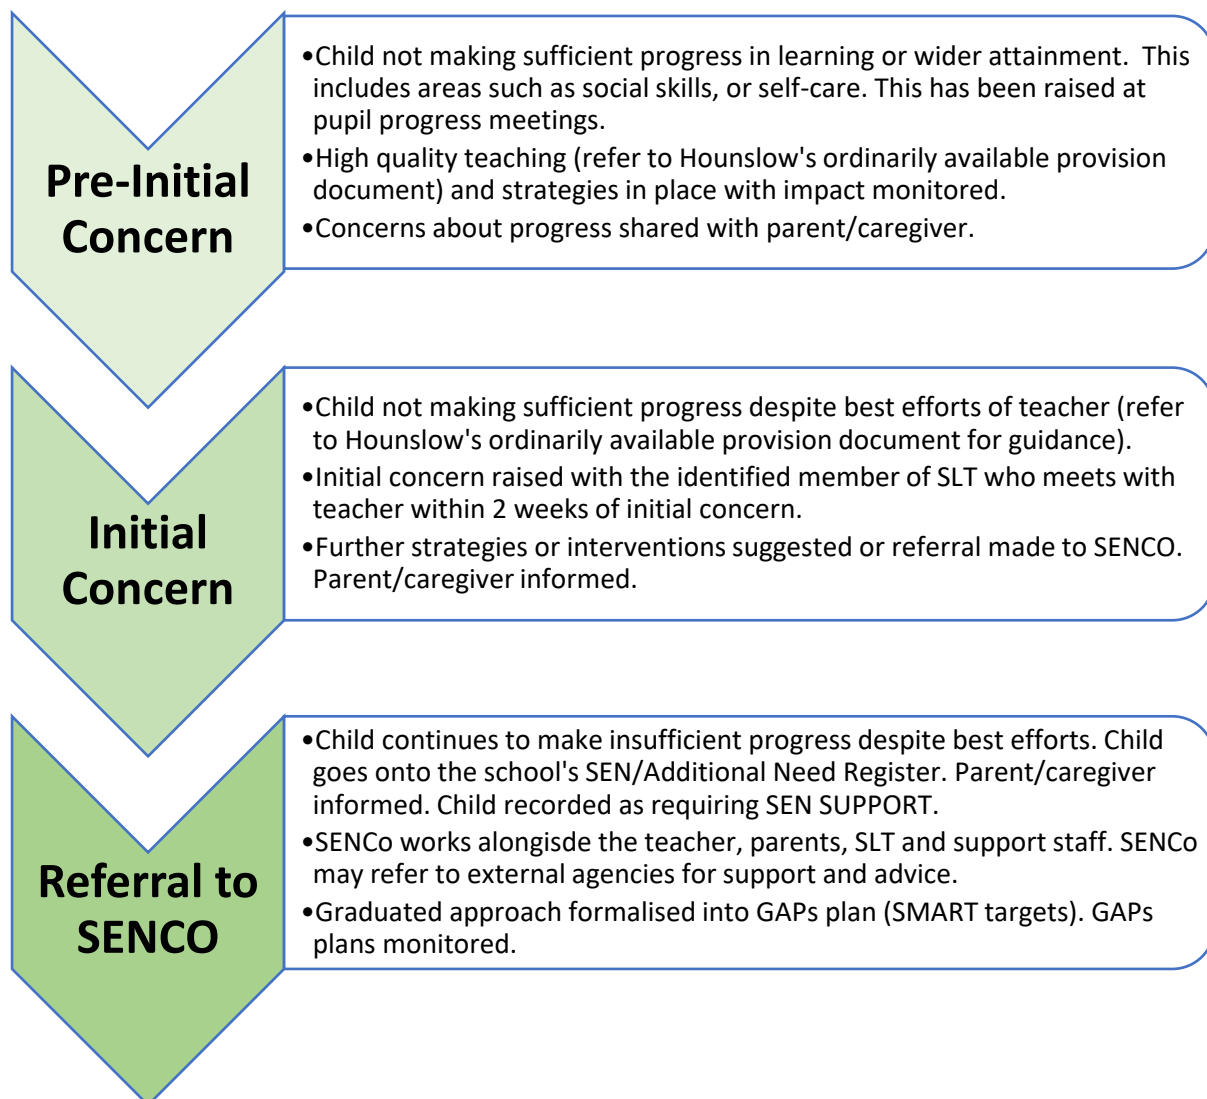 Pre-Initial
Concern
•Child not making sufficient progress in learning or wider attainment.  This
includes areas such as social skills, or self-care. This has been raised at
pupil progress meetings.
•High quality teaching (refer to Hounslow's ordinarily available provision
document) and strategies in place with impact monitored.
•Concerns about progress shared with parent/caregiver.
Initial
Concern
•Child not making sufficient progress despite best efforts of teacher (refer
to Hounslow's ordinarily available provision document for guidance).
•Initial concern raised with the identified member of SLT who meets with
teacher within 2 weeks of initial concern.
•Further strategies or interventions suggested or referral made to SENCO.
Parent/caregiver informed.
Referral to
SENCO
•Child continues to make insufficient progress despite best efforts. Child
goes onto the school's SEN/Additional Need Register. Parent/caregiver
informed. Child recorded as requiring SEN SUPPORT.
•SENCo works alongisde the teacher, parents, SLT and support staff. SENCo
may refer to external agencies for support and advice.
•Graduated approach formalised into GAPs plan (SMART targets). GAPs
plans monitored.